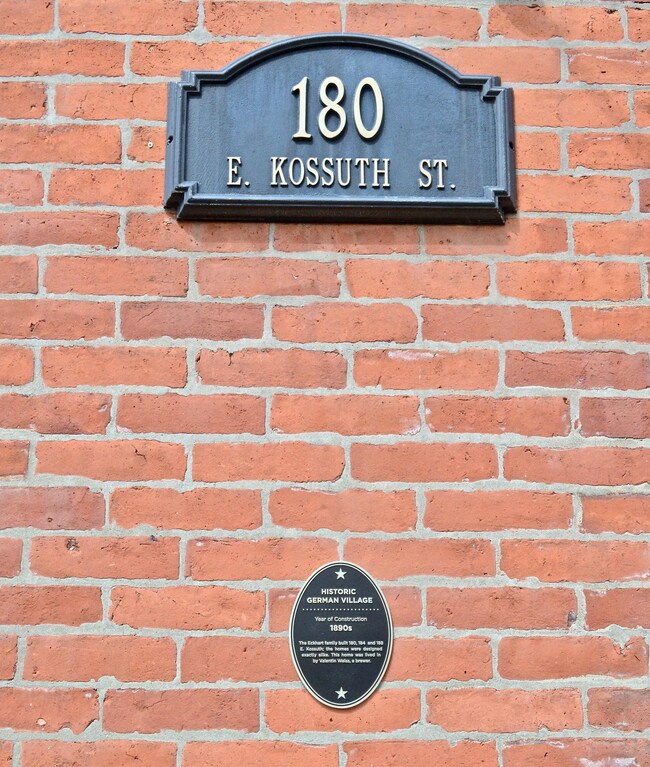 180
E. KOSSUTH ST.
HISTORIC
GERMAN VILLAGE
Year of Construction
1890s
The Eckhart family built 180, 184 and 188
E. Kossuth; the homes were designed
exactly alike. This home was lived in
by Valentin Weiss, a brewer.